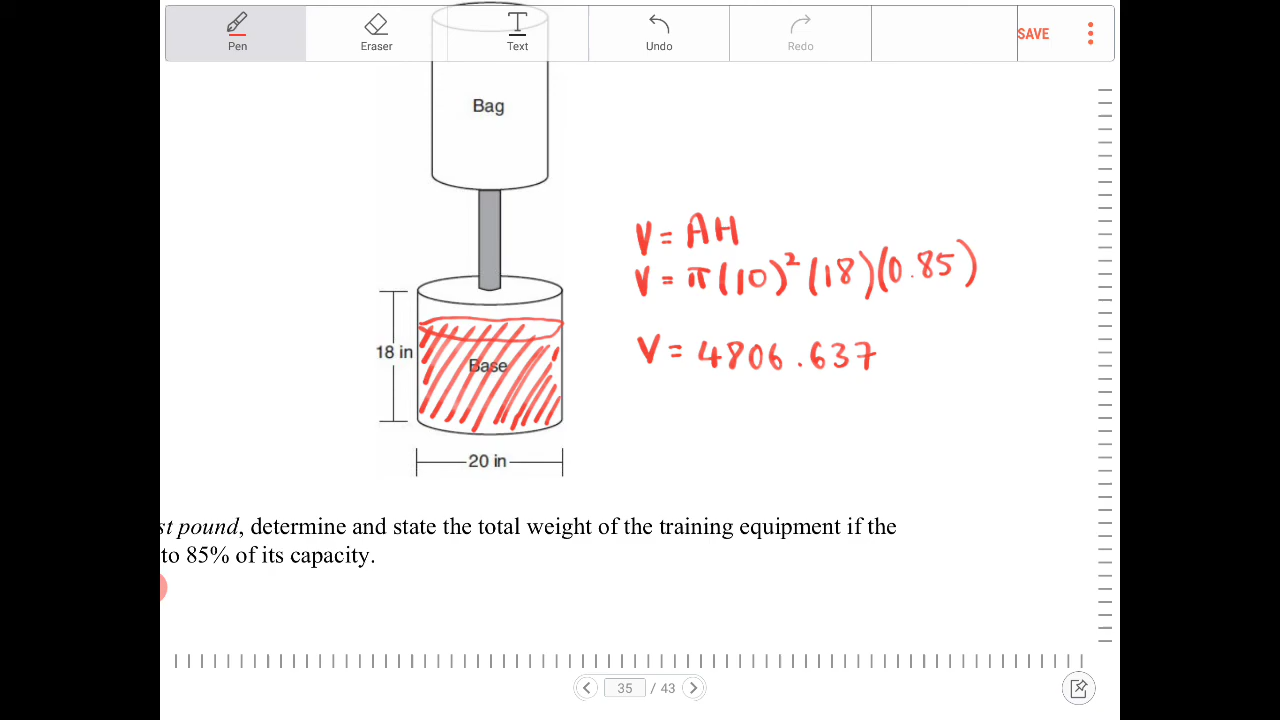 Pen Eraser Text Undo Redo SAVE
Bag
V = AH
V = π(10)² (18)(0.85)
18 in
Base
V = 4806.637
20 in
st pound, determine and state the total weight of the training equipment if the
to 85% of its capacity.
35 / 43